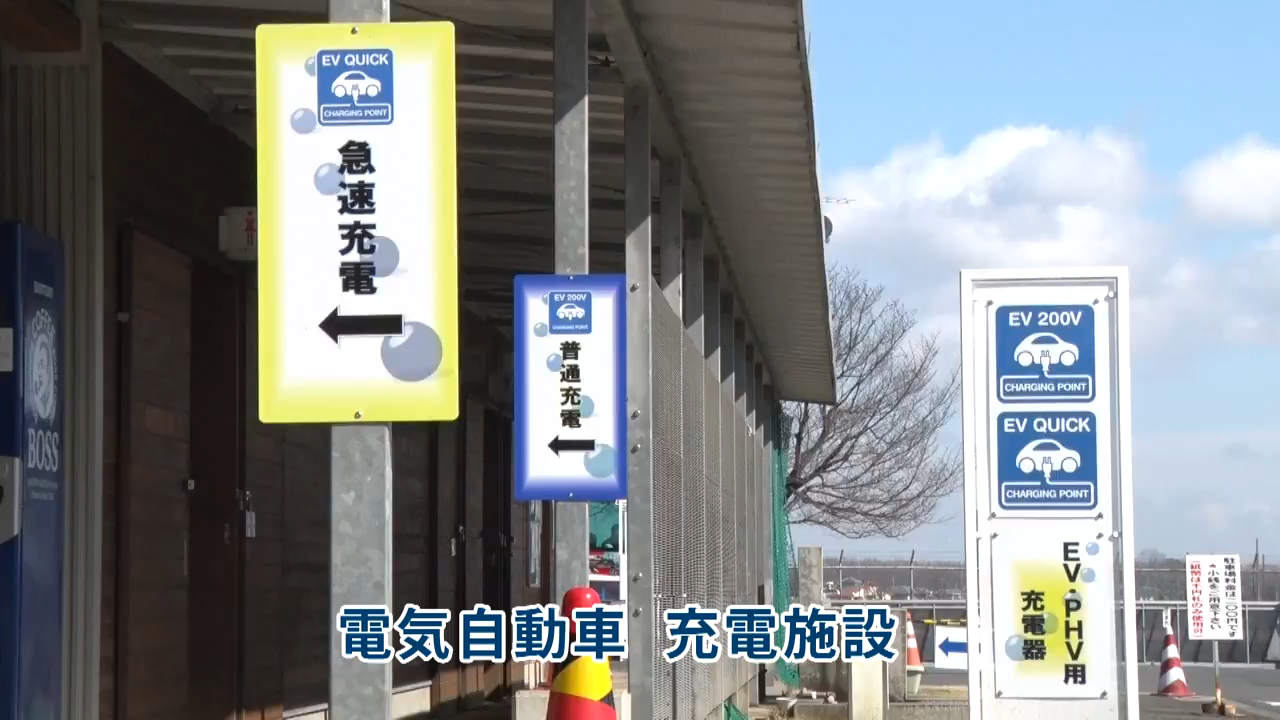 EV QUICK
CHARGING POINT
急速充電
EV 200V
CHARGING POINT
普通充電
BOSS
EV 200V
CHARGING POINT
EV QUICK
CHARGING POINT
EV・PHV用
充電器
電気自動車 充電施設